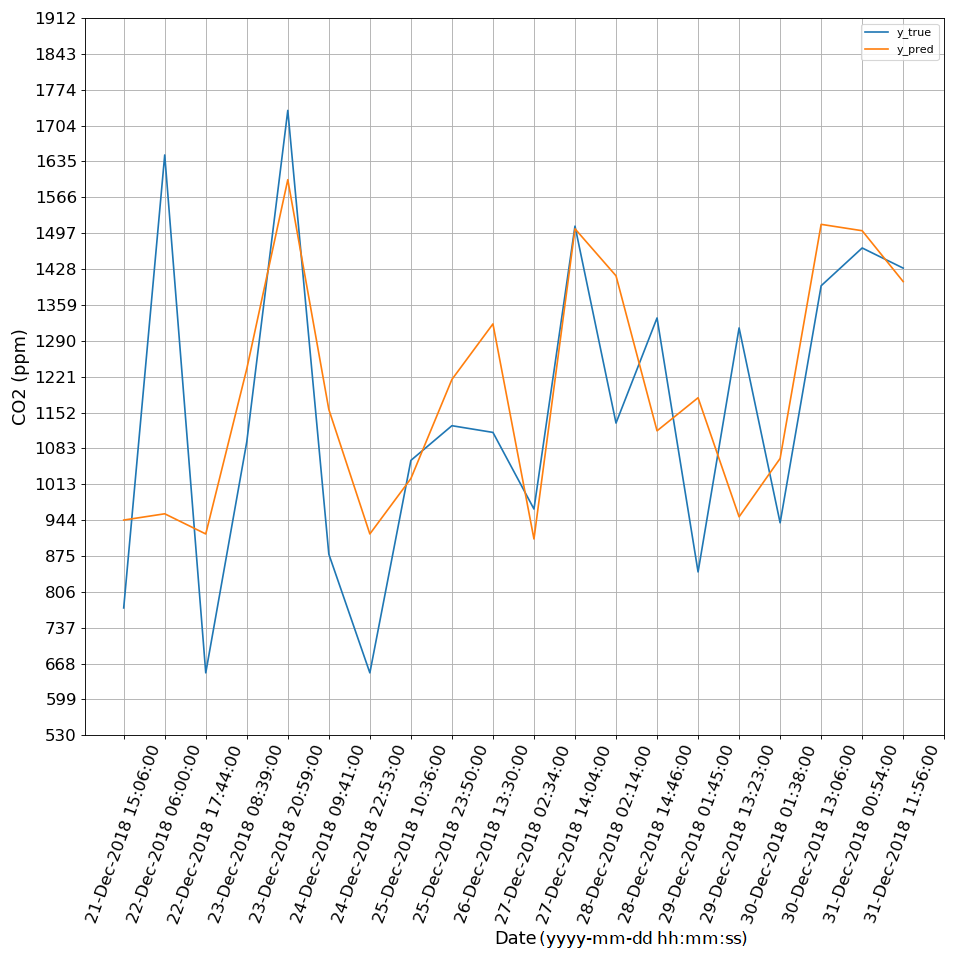 1912
1843
1774
1704
1635
1566
1497
1428
1359
1290
1221
1152
1083
1013
944
875
806
737
668
599
530
CO2 (ppm)
y_true
y_pred
21-Dec-2018 15:06:00
22-Dec-2018 06:00:00
22-Dec-2018 17:44:00
23-Dec-2018 08:39:00
23-Dec-2018 20:59:00
24-Dec-2018 09:41:00
24-Dec-2018 22:53:00
25-Dec-2018 10:36:00
25-Dec-2018 23:50:00
26-Dec-2018 13:30:00
27-Dec-2018 02:34:00
27-Dec-2018 14:04:00
28-Dec-2018 02:14:00
28-Dec-2018 14:46:00
29-Dec-2018 01:45:00
29-Dec-2018 13:23:00
30-Dec-2018 01:38:00
30-Dec-2018 13:06:00
31-Dec-2018 00:54:00
31-Dec-2018 11:56:00
Date (yyyy-mm-dd hh:mm:ss)